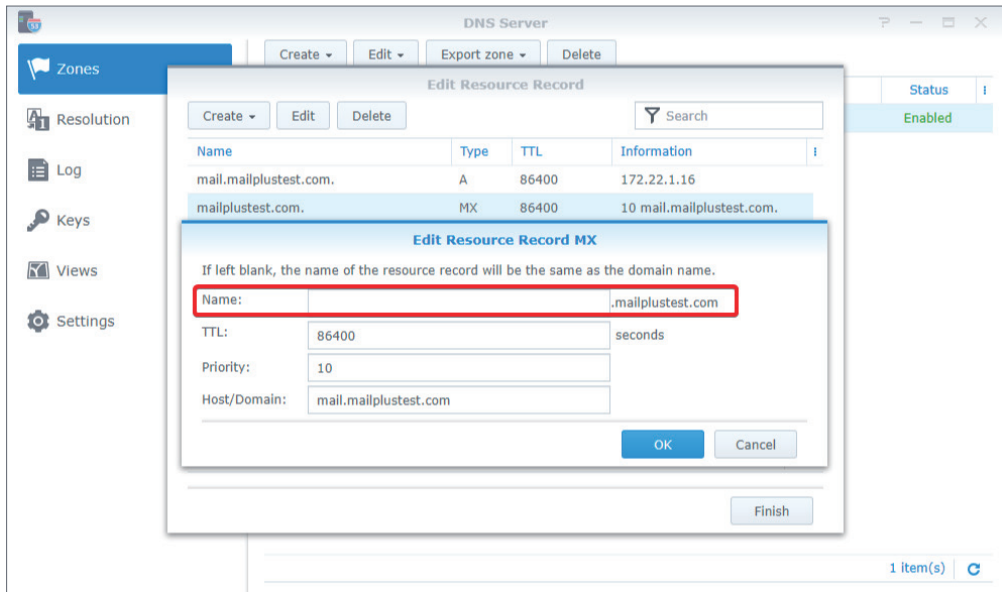 DNS Server
Zones
Resolution
Log
Keys
Views
Settings
Create Edit Export zone Delete
Status
Enabled
Edit Resource Record
Create Edit Delete Search
Name Type TTL Information
mail.mailplustest.com. A 86400 172.22.1.16
mailplustest.com. MX 86400 10 mail.mailplustest.com.
Edit Resource Record MX
If left blank, the name of the resource record will be the same as the domain name.
Name: .mailplustest.com
TTL: 86400 seconds
Priority: 10
Host/Domain: mail.mailplustest.com
OK Cancel
Finish
1 item(s)